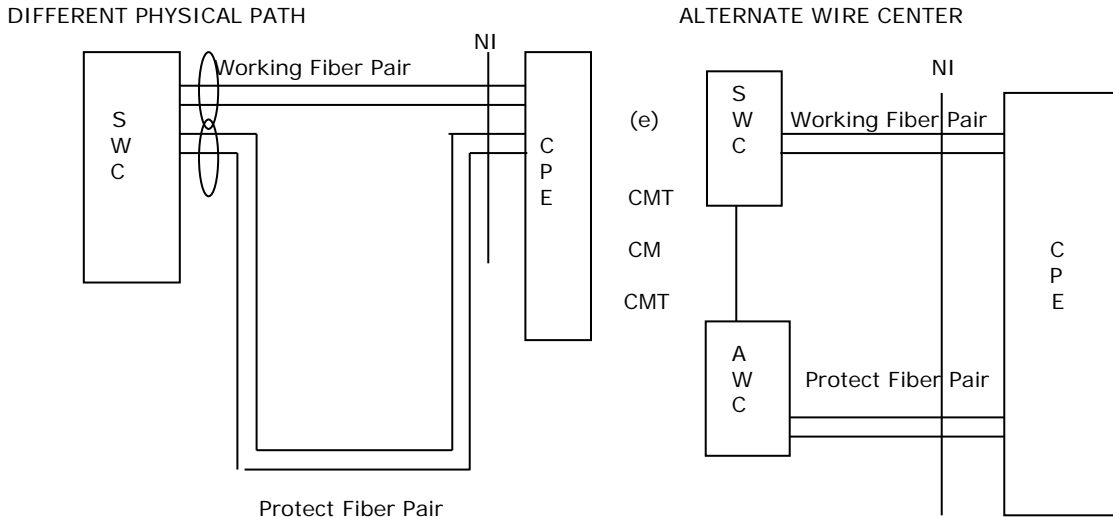 DIFFERENT PHYSICAL PATH
NI
Working Fiber Pair
S
W
C
C
P
E
Protect Fiber Pair
ALTERNATE WIRE CENTER
NI
S
W
C
(e)
Working Fiber Pair
CMT
CM
CMT
C
P
E
A
W
C
Protect Fiber Pair